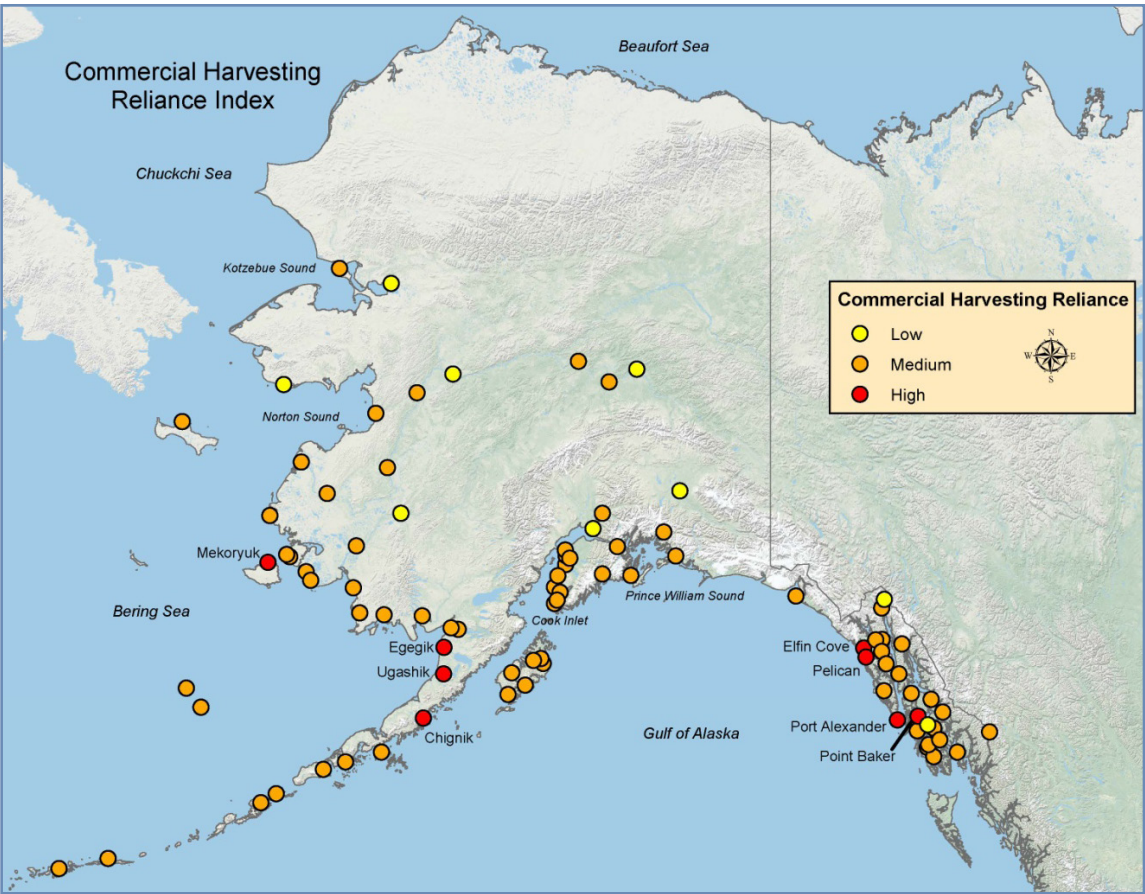 Commercial Harvesting
Reliance Index
Beaufort Sea
Chuckchi Sea
Kotzebue Sound
Commercial Harvesting Reliance
Low
Medium
High
N
W
E
S
Norton Sound
Mekoryuk
Bering Sea
Prince William Sound
Cook Inlet
Egegik
Ugashik
Chignik
Elfin Cove
Pelican
Gulf of Alaska
Port Alexander
Point Baker